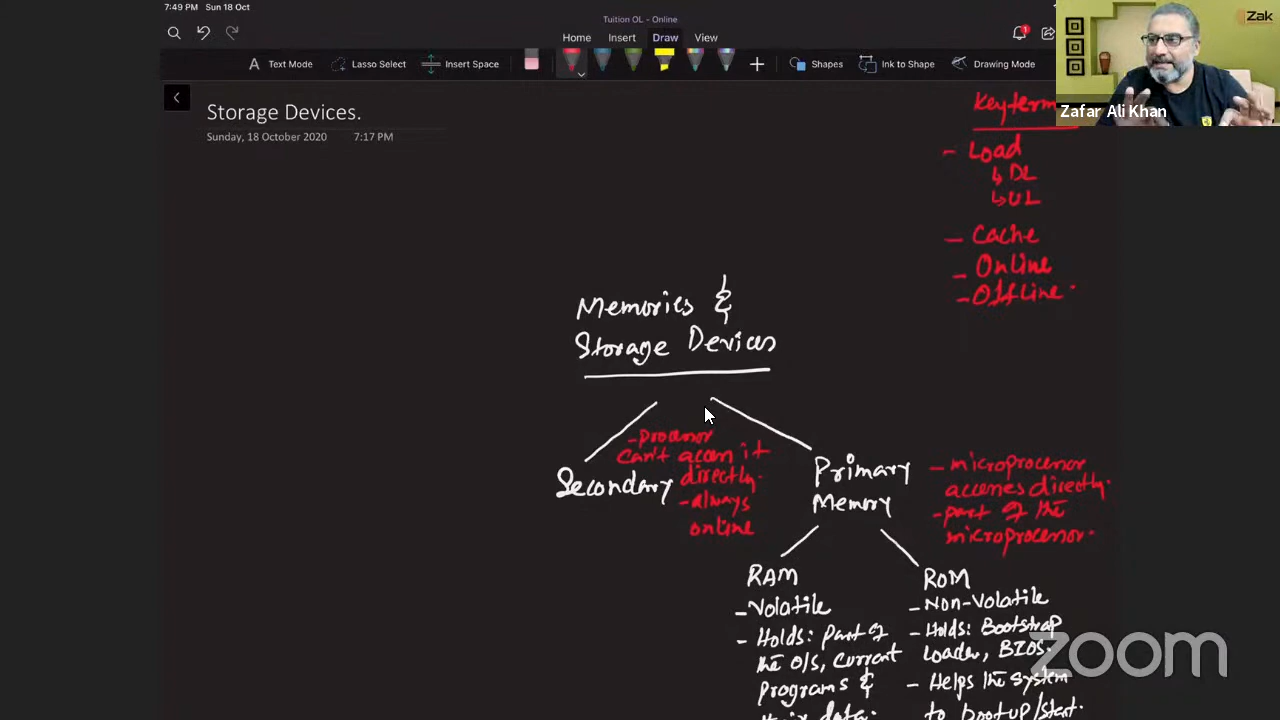 7:49 PM Sun 18 Oct
Tuition OL - Online
Home Insert Draw View
1
Text Mode Lasso Select Insert Space Shapes Ink to Shape Drawing Mode
Zak
Zafar Ali Khan
Storage Devices.
Sunday, 18 October 2020 7:17 PM
Keyterm
- Load
↳ DL
↳ UL
- Cache
- Online
- Offline
Memories &
Storage Devices
Secondary
- processor
can't access it
directly.
- always
online
Primary
Memory
- microprocessor
accesses directly.
- part of the
microprocessor.
RAM
- Volatile
- Holds: Part of
the O/S, Current
Programs &
their data.
ROM
- Non-Volatile
- Holds: Bootstrap
Loader, BIOS.
- Helps the system
to bootup/start.
zoom